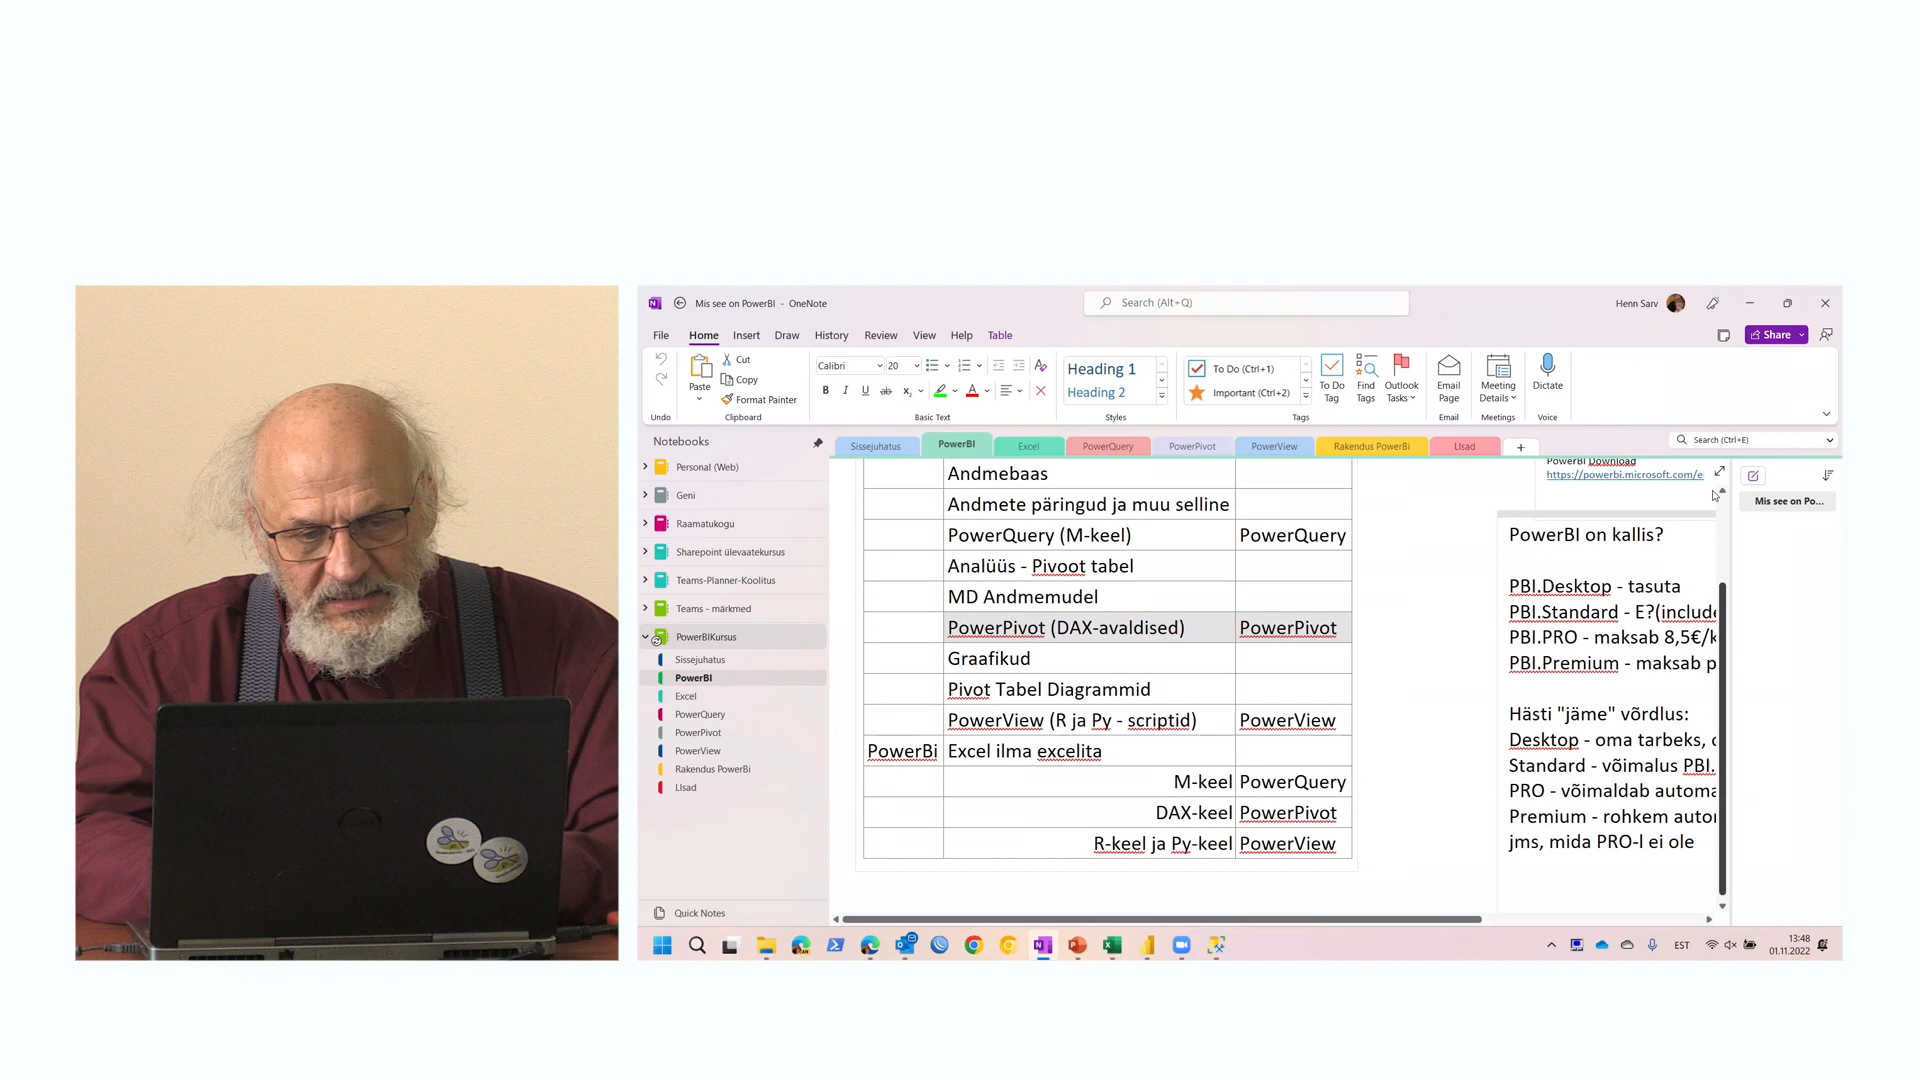 Mis see on PowerBI - OneNote
Search (Alt+Q)
Henn Sarv
File Home Insert Draw History Review View Help Table
Share
Undo
Paste
Cut
Copy
Format Painter
Clipboard
Calibri 20
Basic Text
Heading 1
Heading 2
Styles
To Do (Ctrl+1)
Important (Ctrl+2)
Tags
To Do Tag
Find Tags
Outlook Tasks
Email Page
Email
Meeting Details
Meetings
Dictate
Voice
Notebooks
Sissejuhatus PowerBI Excel PowerQuery PowerPivot PowerView Rakendus PowerBi LIsad +
Search (Ctrl+E)
Personal (Web)
Geni
Raamatukogu
Sharepoint ülevaatekursus
Teams-Planner-Koolitus
Teams - märkmed
PowerBIKursus
Sissejuhatus
PowerBI
Excel
PowerQuery
PowerPivot
PowerView
Rakendus PowerBi
LIsad
Quick Notes
Andmebaas
Andmete päringud ja muu selline
PowerQuery (M-keel) PowerQuery
Analüüs - Pivoot tabel
MD Andmemudel
PowerPivot (DAX-avaldised) PowerPivot
Graafikud
Pivot Tabel Diagrammid
PowerView (R ja Py - scriptid) PowerView
PowerBi Excel ilma excelita
M-keel PowerQuery
DAX-keel PowerPivot
R-keel ja Py-keel PowerView
PowerBI Download
https://powerbi.microsoft.com/e
PowerBI on kallis?
PBI.Desktop - tasuta
PBI.Standard - E?(include
PBI.PRO - maksab 8,5€/k
PBI.Premium - maksab p
Hästi "jäme" võrdlus:
Desktop - oma tarbeks,
Standard - võimalus PBI.
PRO - võimaldab automa
Premium - rohkem autor
jms, mida PRO-l ei ole
Mis see on Po...
EST
13:48
01.11.2022